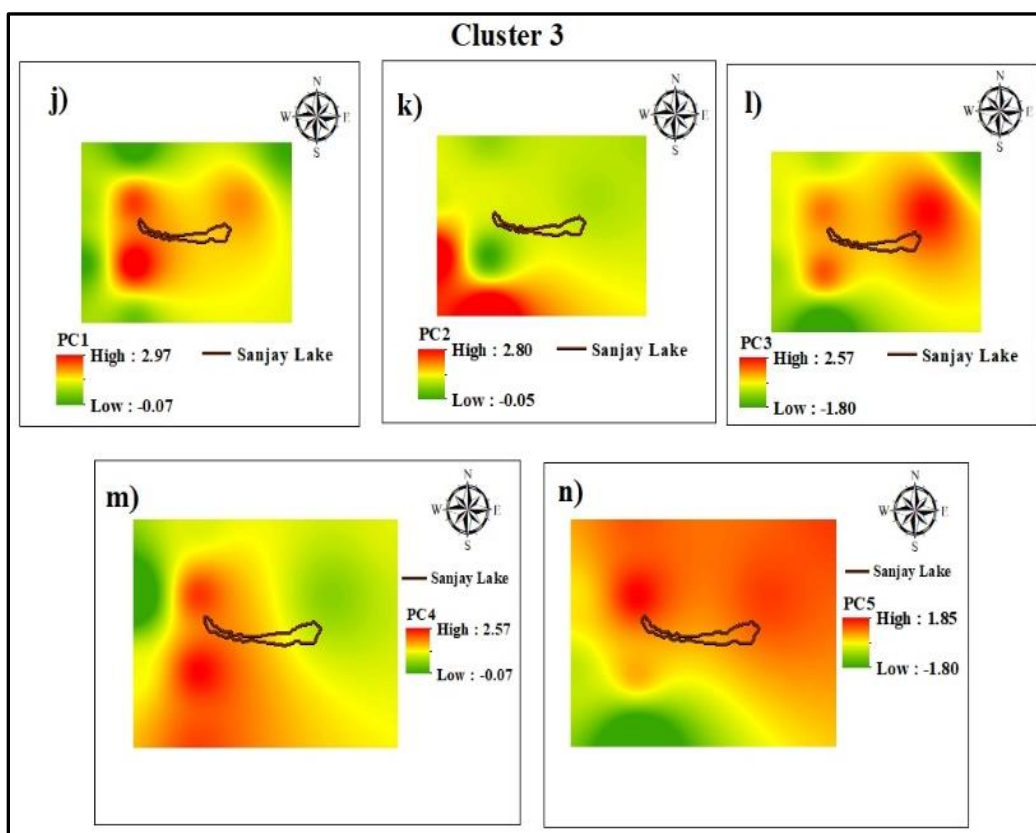 Cluster 3
j)
N
W E
S
PC1
High : 2.97
Low : -0.07
Sanjay Lake
k)
N
W E
S
PC2
High : 2.80
Low : -0.05
Sanjay Lake
l)
N
W E
S
PC3
High : 2.57
Low : -1.80
Sanjay Lake
m)
N
W E
S
Sanjay Lake
PC4
High : 2.57
Low : -0.07
n)
N
W E
S
Sanjay Lake
PC5
High : 1.85
Low : -1.80